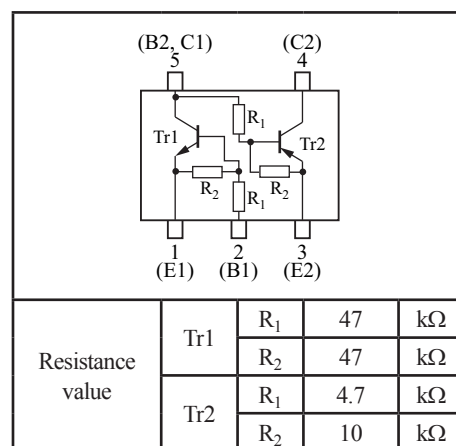 (B2, C1) (C2)
5 4
Tr1 R₁ Tr2
R₂ R₂
R₁
1 2 3
(E1) (B1) (E2)
Resistance value Tr1 R₁ 47 kΩ
R₂ 47 kΩ
Tr2 R₁ 4.7 kΩ
R₂ 10 kΩ